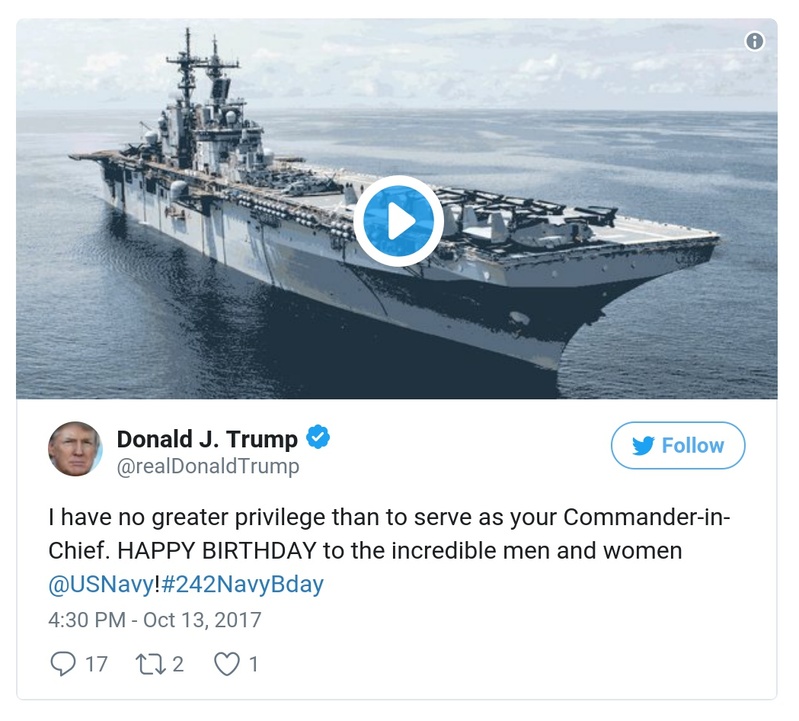 Donald J. Trump
Follow
@realDonaldTrump
I have no greater privilege than to serve as your Commander-in-
Chief. HAPPY BIRTHDAY to the incredible men and women
@USNavy!#242NavyBday
4:30 PM - Oct 13, 2017
17 2 1